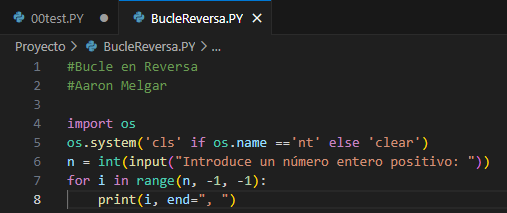 00test.PY
BucleReversa.PY
Proyecto > BucleReversa.PY > ...
1 #Bucle en Reversa
2 #Aaron Melgar
3
4 import os
5 os.system('cls' if os.name =='nt' else 'clear')
6 n = int(input("Introduce un número entero positivo: "))
7 for i in range(n, -1, -1):
8     print(i, end=", ")